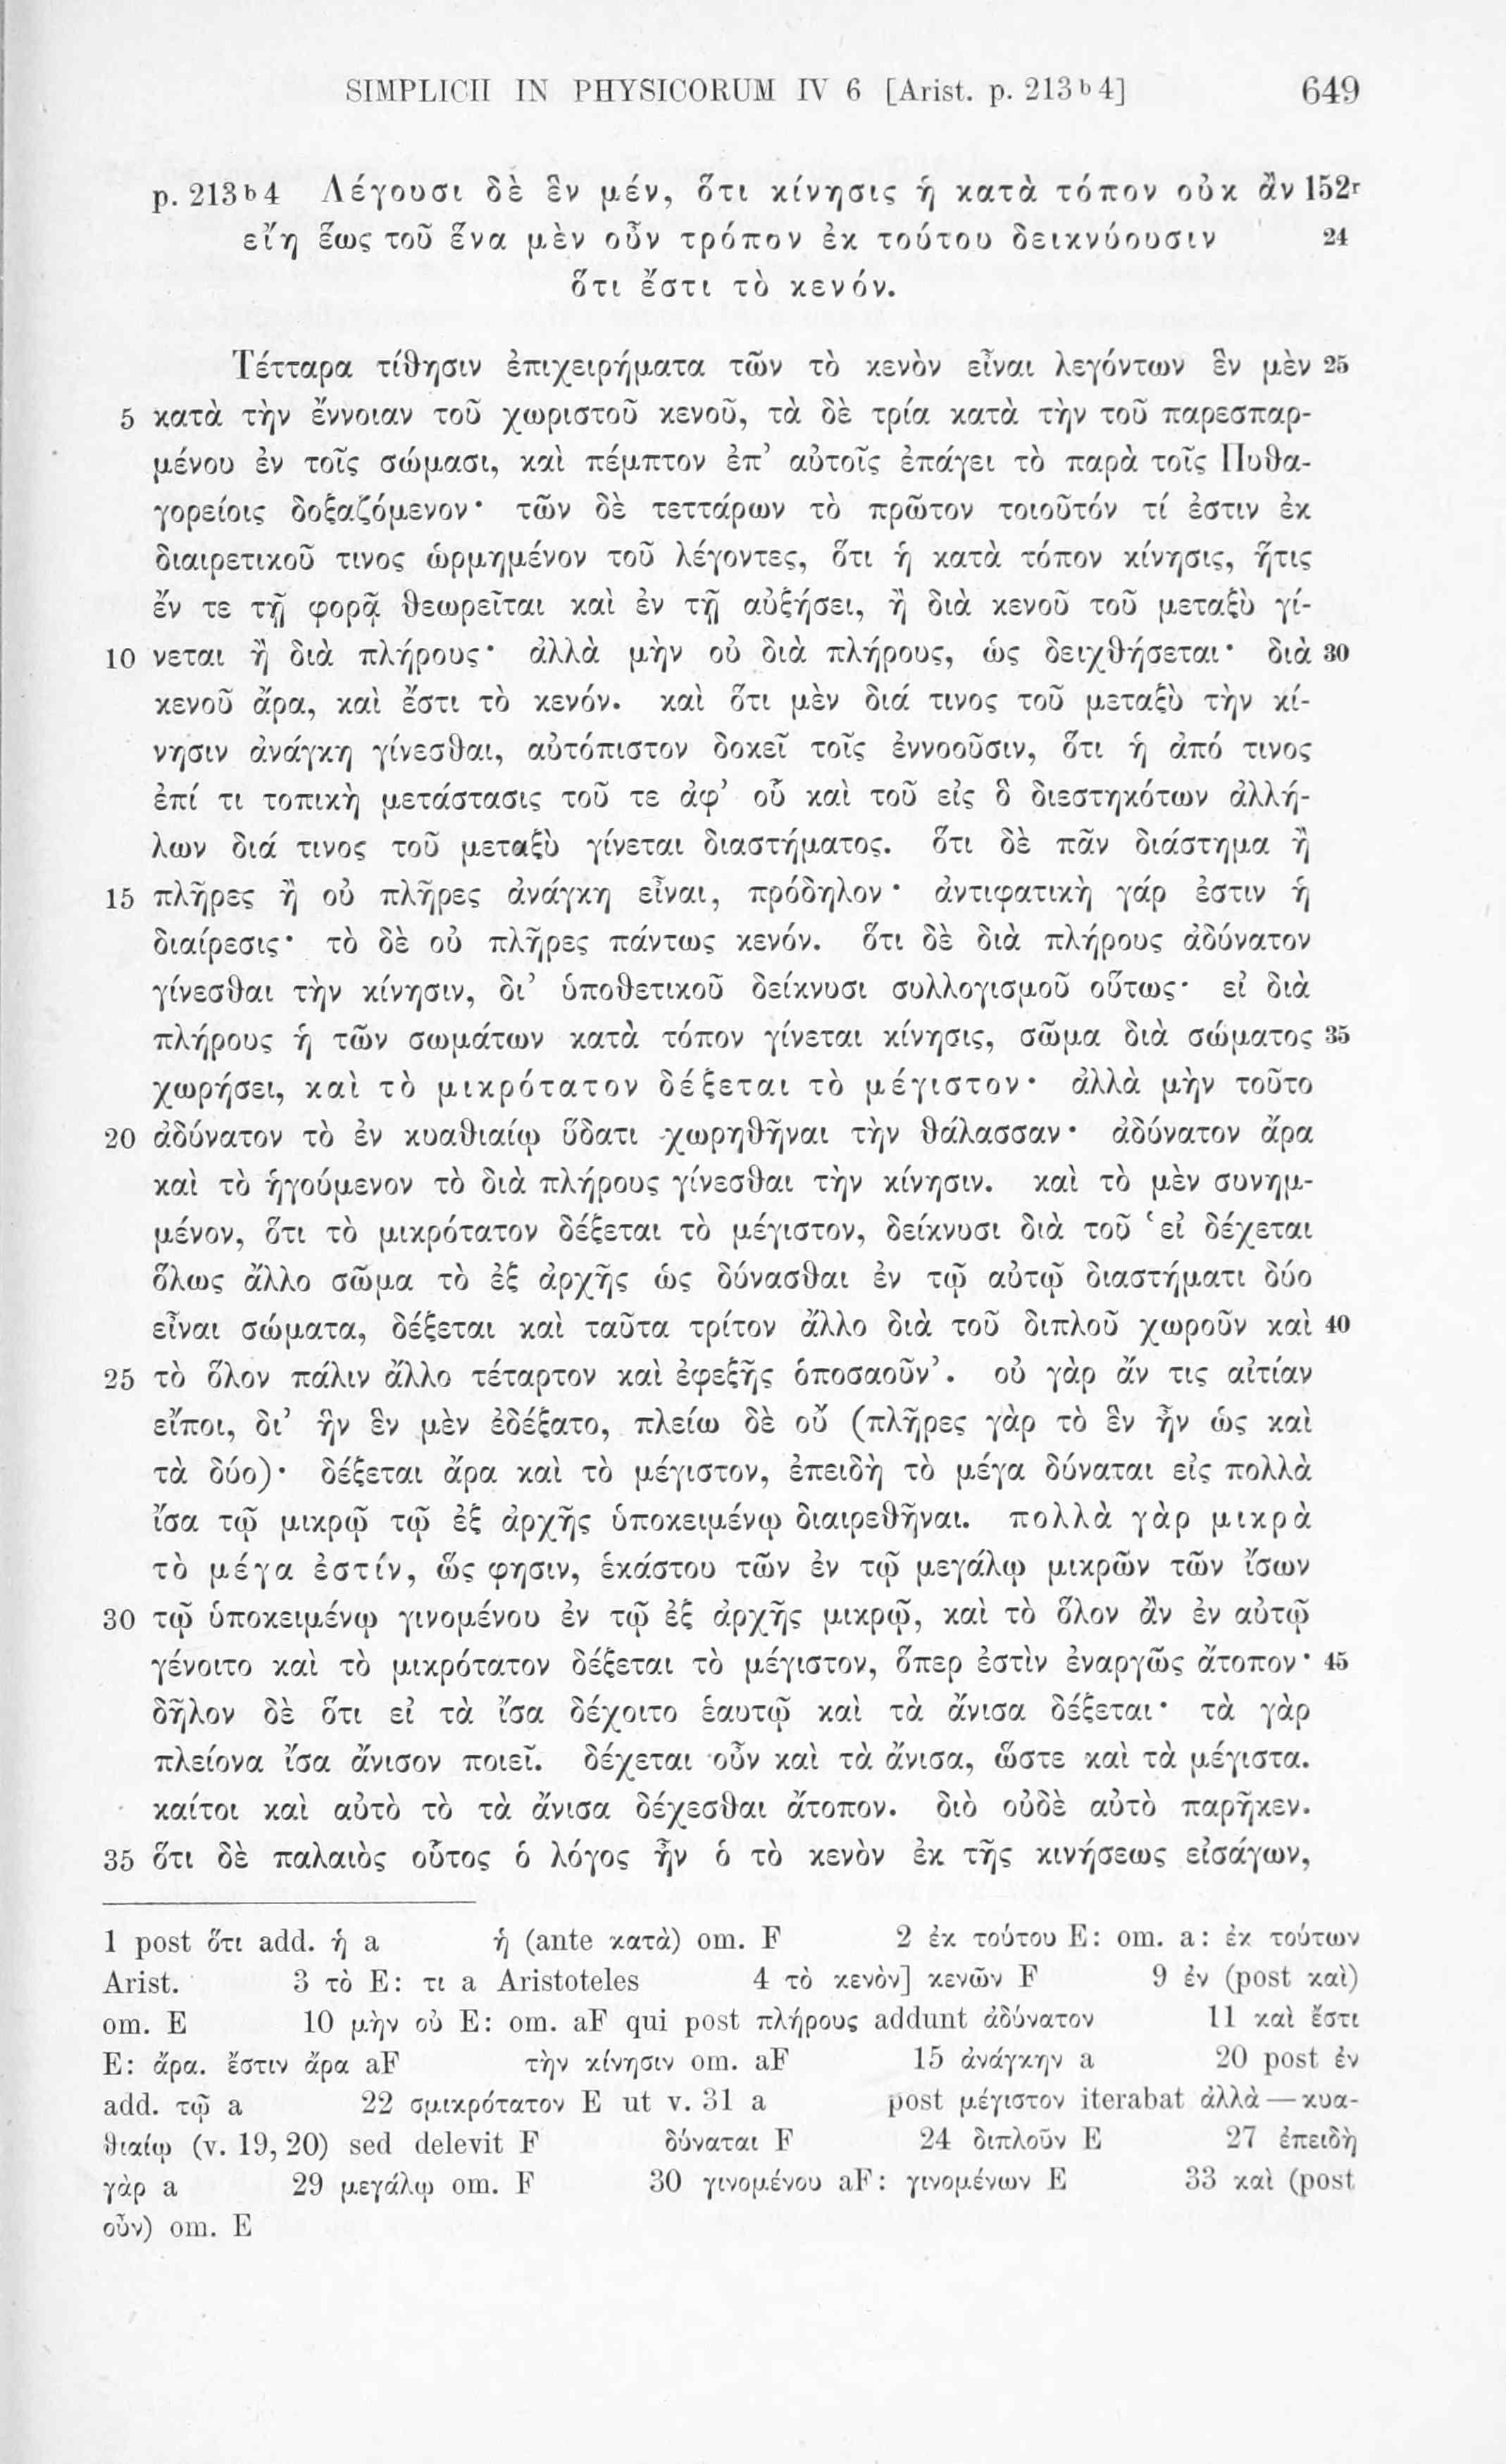 SIMPLICII IN PHYSICORUM IV 6 [Arist. p. 213ᵇ4] 649
p. 213ᵇ4 Λέγουσι δὲ ἓν μέν, ὅτι κίνησις ἡ κατὰ τόπον οὐκ ἂν 152ʳ
εἴη ἕως τοῦ ἕνα μὲν οὖν τρόπον ἐκ τούτου δεικνύουσιν 24
ὅτι ἔστι τὸ κενόν.
Τέτταρα τίθησιν ἐπιχειρήματα τῶν τὸ κενὸν εἶναι λεγόντων ἓν μὲν 25
5 κατὰ τὴν ἔννοιαν τοῦ χωριστοῦ κενοῦ, τὰ δὲ τρία κατὰ τὴν τοῦ παρεσπαρ-
μένου ἐν τοῖς σώμασι, καὶ πέμπτον ἐπ’ αὐτοῖς ἐπάγει τὸ παρὰ τοῖς Πυθα-
γορείοις δοξαζόμενον· τῶν δὲ τεττάρων τὸ πρῶτον τοιοῦτόν τί ἐστιν ἐκ
διαιρετικοῦ τινος ὡρμημένον τοῦ λέγοντες, ὅτι ἡ κατὰ τόπον κίνησις, ἥτις
ἔν τε τῇ φορᾷ θεωρεῖται καὶ ἐν τῇ αὐξήσει, ἢ διὰ κενοῦ τοῦ μεταξὺ γί-
10 νεται ἢ διὰ πλήρους· ἀλλὰ μὴν οὐ διὰ πλήρους, ὡς δειχθήσεται· διὰ 30
κενοῦ ἄρα, καὶ ἔστι τὸ κενόν. καὶ ὅτι μὲν διά τινος τοῦ μεταξὺ τὴν κί-
νησιν ἀνάγκη γίνεσθαι, αὐτόπιστον δοκεῖ τοῖς ἐννοοῦσιν, ὅτι ἡ ἀπό τινος
ἐπί τι τοπικὴ μετάστασις τοῦ τε ἀφ’ οὗ καὶ τοῦ εἰς ὃ διεστηκότων ἀλλή-
λων διά τινος τοῦ μεταξὺ γίνεται διαστήματος. ὅτι δὲ πᾶν διάστημα ἢ
15 πλῆρες ἢ οὐ πλῆρες ἀνάγκη εἶναι, πρόδηλον· ἀντιφατικὴ γάρ ἐστιν ἡ
διαίρεσις· τὸ δὲ οὐ πλῆρες πάντως κενόν. ὅτι δὲ διὰ πλήρους ἀδύνατον
γίνεσθαι τὴν κίνησιν, δι’ ὑποθετικοῦ δείκνυσι συλλογισμοῦ οὕτως· εἰ διὰ
πλήρους ἡ τῶν σωμάτων κατὰ τόπον γίνεται κίνησις, σῶμα διὰ σώματος 35
χωρήσει, καὶ τὸ μικρότατον δέξεται τὸ μέγιστον· ἀλλὰ μὴν τοῦτο
20 ἀδύνατον τὸ ἐν κυαθιαίῳ ὕδατι χωρηθῆναι τὴν θάλασσαν· ἀδύνατον ἄρα
καὶ τὸ ἡγούμενον τὸ διὰ πλήρους γίνεσθαι τὴν κίνησιν. καὶ τὸ μὲν συνημ-
μένον, ὅτι τὸ μικρότατον δέξεται τὸ μέγιστον, δείκνυσι διὰ τοῦ ‘εἰ δέχεται
ὅλως ἄλλο σῶμα τὸ ἐξ ἀρχῆς ὡς δύνασθαι ἐν τῷ αὐτῷ διαστήματι δύο
εἶναι σώματα, δέξεται καὶ ταῦτα τρίτον ἄλλο διὰ τοῦ διπλοῦ χωροῦν καὶ 40
25 τὸ ὅλον πάλιν ἄλλο τέταρτον καὶ ἐφεξῆς ὁποσαοῦν’. οὐ γὰρ ἄν τις αἰτίαν
εἴποι, δι’ ἣν ἓν μὲν ἐδέξατο, πλείω δὲ οὔ (πλῆρες γὰρ τὸ ἓν ἦν ὡς καὶ
τὰ δύο)· δέξεται ἄρα καὶ τὸ μέγιστον, ἐπειδὴ τὸ μέγα δύναται εἰς πολλὰ
ἴσα τῷ μικρῷ τῷ ἐξ ἀρχῆς ὑποκειμένῳ διαιρεθῆναι. πολλὰ γὰρ μικρὰ
τὸ μέγα ἐστίν, ὥς φησιν, ἑκάστου τῶν ἐν τῷ μεγάλῳ μικρῶν τῶν ἴσων
30 τῷ ὑποκειμένῳ γινομένου ἐν τῷ ἐξ ἀρχῆς μικρῷ, καὶ τὸ ὅλον ἂν ἐν αὐτῷ
γένοιτο καὶ τὸ μικρότατον δέξεται τὸ μέγιστον, ὅπερ ἐστὶν ἐναργῶς ἄτοπον· 45
δῆλον δὲ ὅτι εἰ τὰ ἴσα δέχοιτο ἑαυτῷ καὶ τὰ ἄνισα δέξεται· τὰ γὰρ
πλείονα ἴσα ἄνισον ποιεῖ. δέχεται οὖν καὶ τὰ ἄνισα, ὥστε καὶ τὰ μέγιστα.
καίτοι καὶ αὐτὸ τὸ τὰ ἄνισα δέχεσθαι ἄτοπον. διὸ οὐδὲ αὐτὸ παρῆκεν.
35 ὅτι δὲ παλαιὸς οὗτος ὁ λόγος ἦν ὁ τὸ κενὸν ἐκ τῆς κινήσεως εἰσάγων,
1 post ὅτι add. ἡ a ἡ (ante κατὰ) om. F 2 ἐκ τούτου E: om. a: ἐκ τούτων
Arist. 3 τὸ E: τι a Aristoteles 4 τὸ κενὸν] κενῶν F 9 ἐν (post καὶ)
om. E 10 μὴν οὐ E: om. aF qui post πλήρους addunt ἀδύνατον 11 καὶ ἔστι
E: ἄρα. ἔστιν ἄρα aF τὴν κίνησιν om. aF 15 ἀνάγκην a 20 post ἐν
add. τῷ a 22 σμικρότατον E ut v. 31 a post μέγιστον iterabat ἀλλὰ — κυα-
θιαίῳ (v. 19, 20) sed delevit F δύναται F 24 διπλοῦν E 27 ἐπειδὴ
γὰρ a 29 μεγάλῳ om. F 30 γινομένου aF: γινομένων E 33 καὶ (post
οὖν) om. E